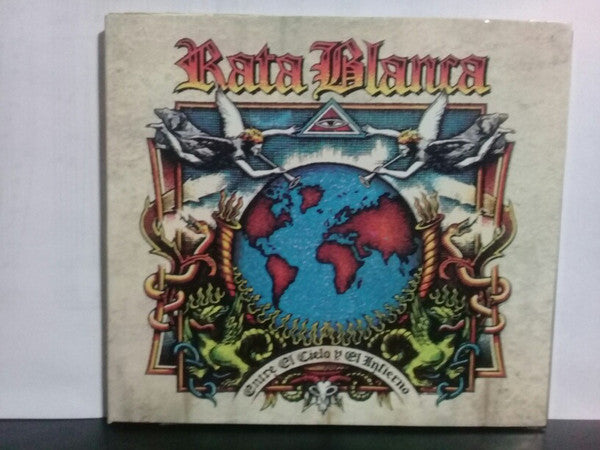 Rata Blanca
Entre El Cielo y El Infierno